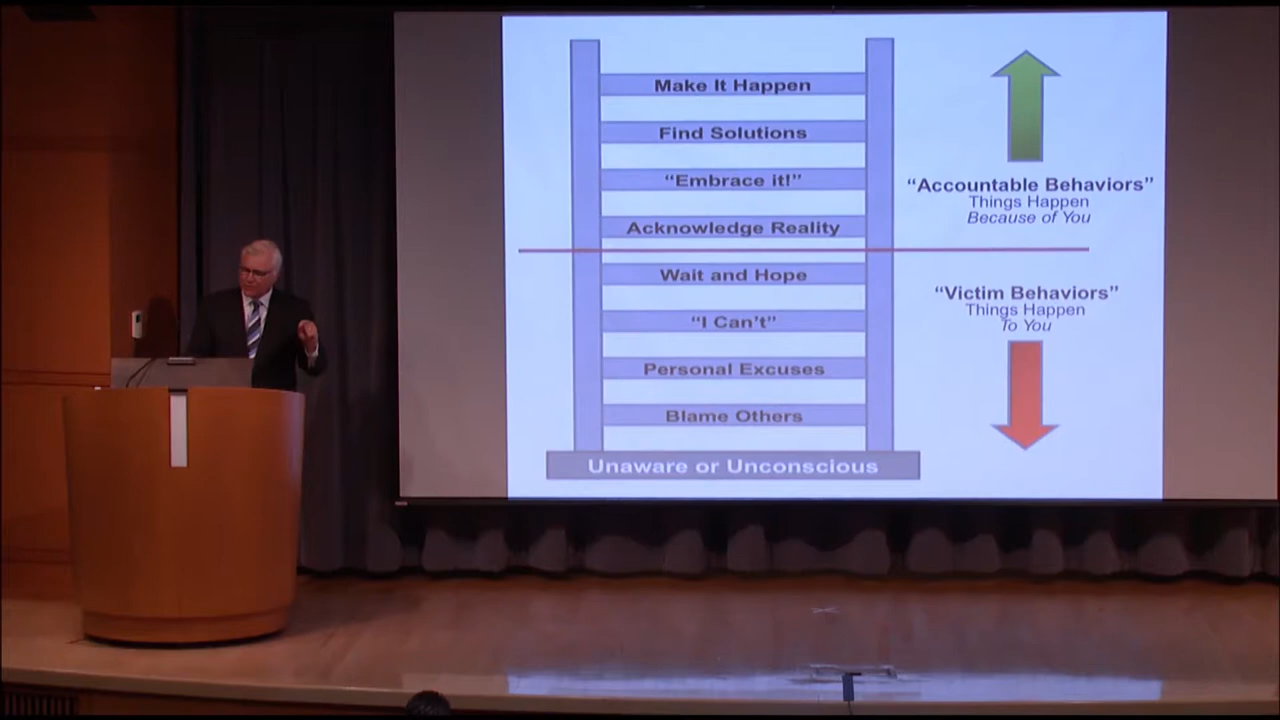 Make It Happen
Find Solutions
“Embrace it!”
Acknowledge Reality
Wait and Hope
“I Can’t”
Personal Excuses
Blame Others
Unaware or Unconscious
“Accountable Behaviors”
Things Happen
Because of You
“Victim Behaviors”
Things Happen
To You